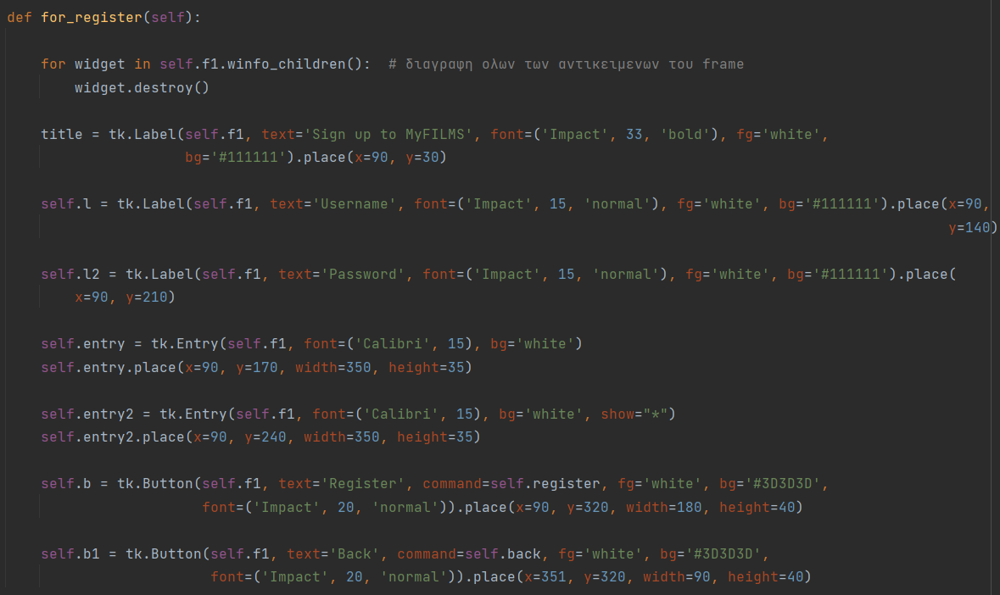 def for_register(self):
for widget in self.f1.winfo_children():  # διαγραφη ολων των αντικειμενων του frame
widget.destroy()
title = tk.Label(self.f1, text='Sign up to MyFILMS', font=('Impact', 33, 'bold'), fg='white',
bg='#111111').place(x=90, y=30)
self.l = tk.Label(self.f1, text='Username', font=('Impact', 15, 'normal'), fg='white', bg='#111111').place(x=90,
y=140)
self.l2 = tk.Label(self.f1, text='Password', font=('Impact', 15, 'normal'), fg='white', bg='#111111').place(
x=90, y=210)
self.entry = tk.Entry(self.f1, font=('Calibri', 15), bg='white')
self.entry.place(x=90, y=170, width=350, height=35)
self.entry2 = tk.Entry(self.f1, font=('Calibri', 15), bg='white', show="*")
self.entry2.place(x=90, y=240, width=350, height=35)
self.b = tk.Button(self.f1, text='Register', command=self.register, fg='white', bg='#3D3D3D',
font=('Impact', 20, 'normal')).place(x=90, y=320, width=180, height=40)
self.b1 = tk.Button(self.f1, text='Back', command=self.back, fg='white', bg='#3D3D3D',
font=('Impact', 20, 'normal')).place(x=351, y=320, width=90, height=40)